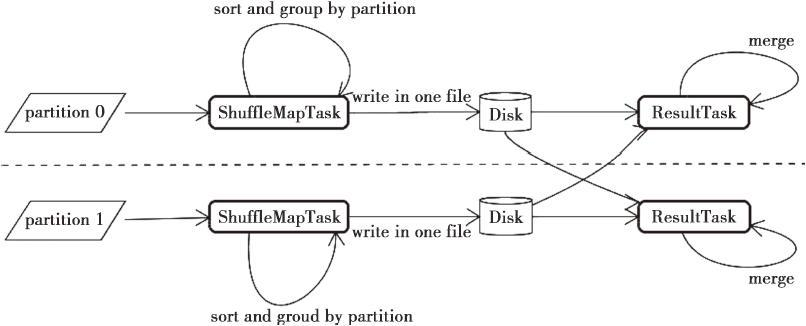 sort and group by partition
merge
partition 0
ShuffleMapTask
write in one file
Disk
ResultTask
partition 1
ShuffleMapTask
write in one file
Disk
ResultTask
merge
sort and groud by partition